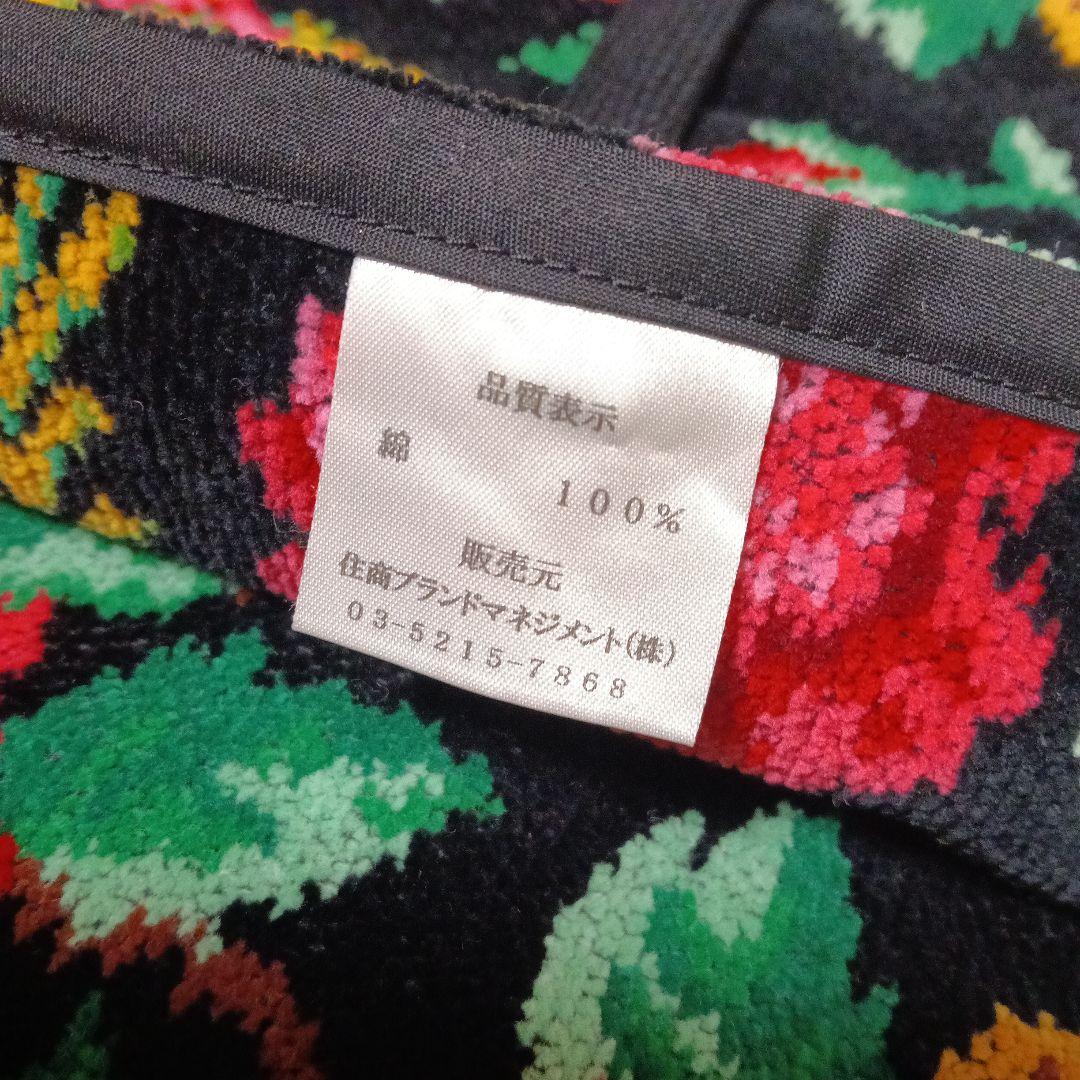 品質表示
綿 100%
販売元
住商ブランドマネジメント(株)
03-5215-7868